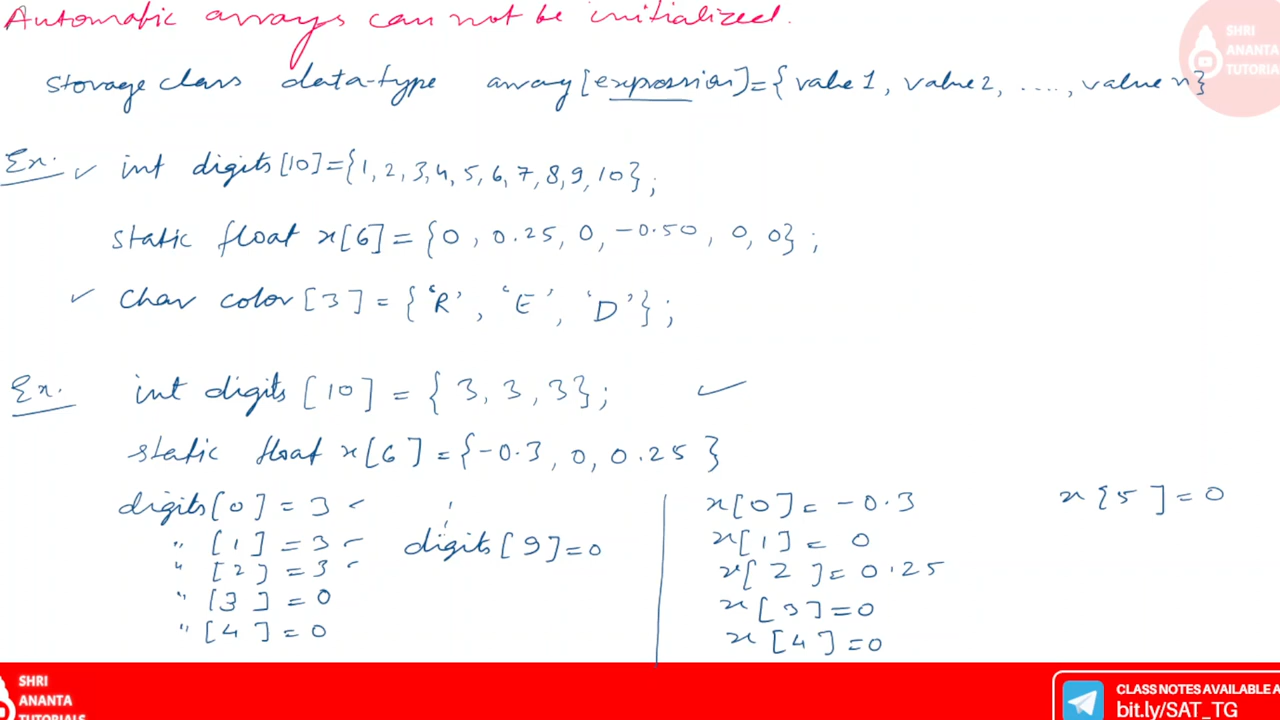 Automatic arrays can not be initialized.
SHRI
ANANTA
TUTORIALS
storage class data-type array[expression]={value 1, value 2, ...., value n}
Ex. ✓ int digits[10]={1,2,3,4,5,6,7,8,9,10};
static float x[6]={0, 0.25, 0, -0.50, 0, 0};
✓ char color[3]={'R', 'E', 'D'};
Ex. int digits[10]={3, 3, 3}; ✓
static float x[6]={-0.3, 0, 0.25}
digits[0]=3
" [1]=3
" [2]=3
" [3]=0
" [4]=0
digits[9]=0
x[0]=-0.3
x[1]=0
x[2]=0.25
x[3]=0
x[4]=0
x[5]=0
SHRI
ANANTA
TUTORIALS
CLASS NOTES AVAILABLE A
bit.ly/SAT_TG